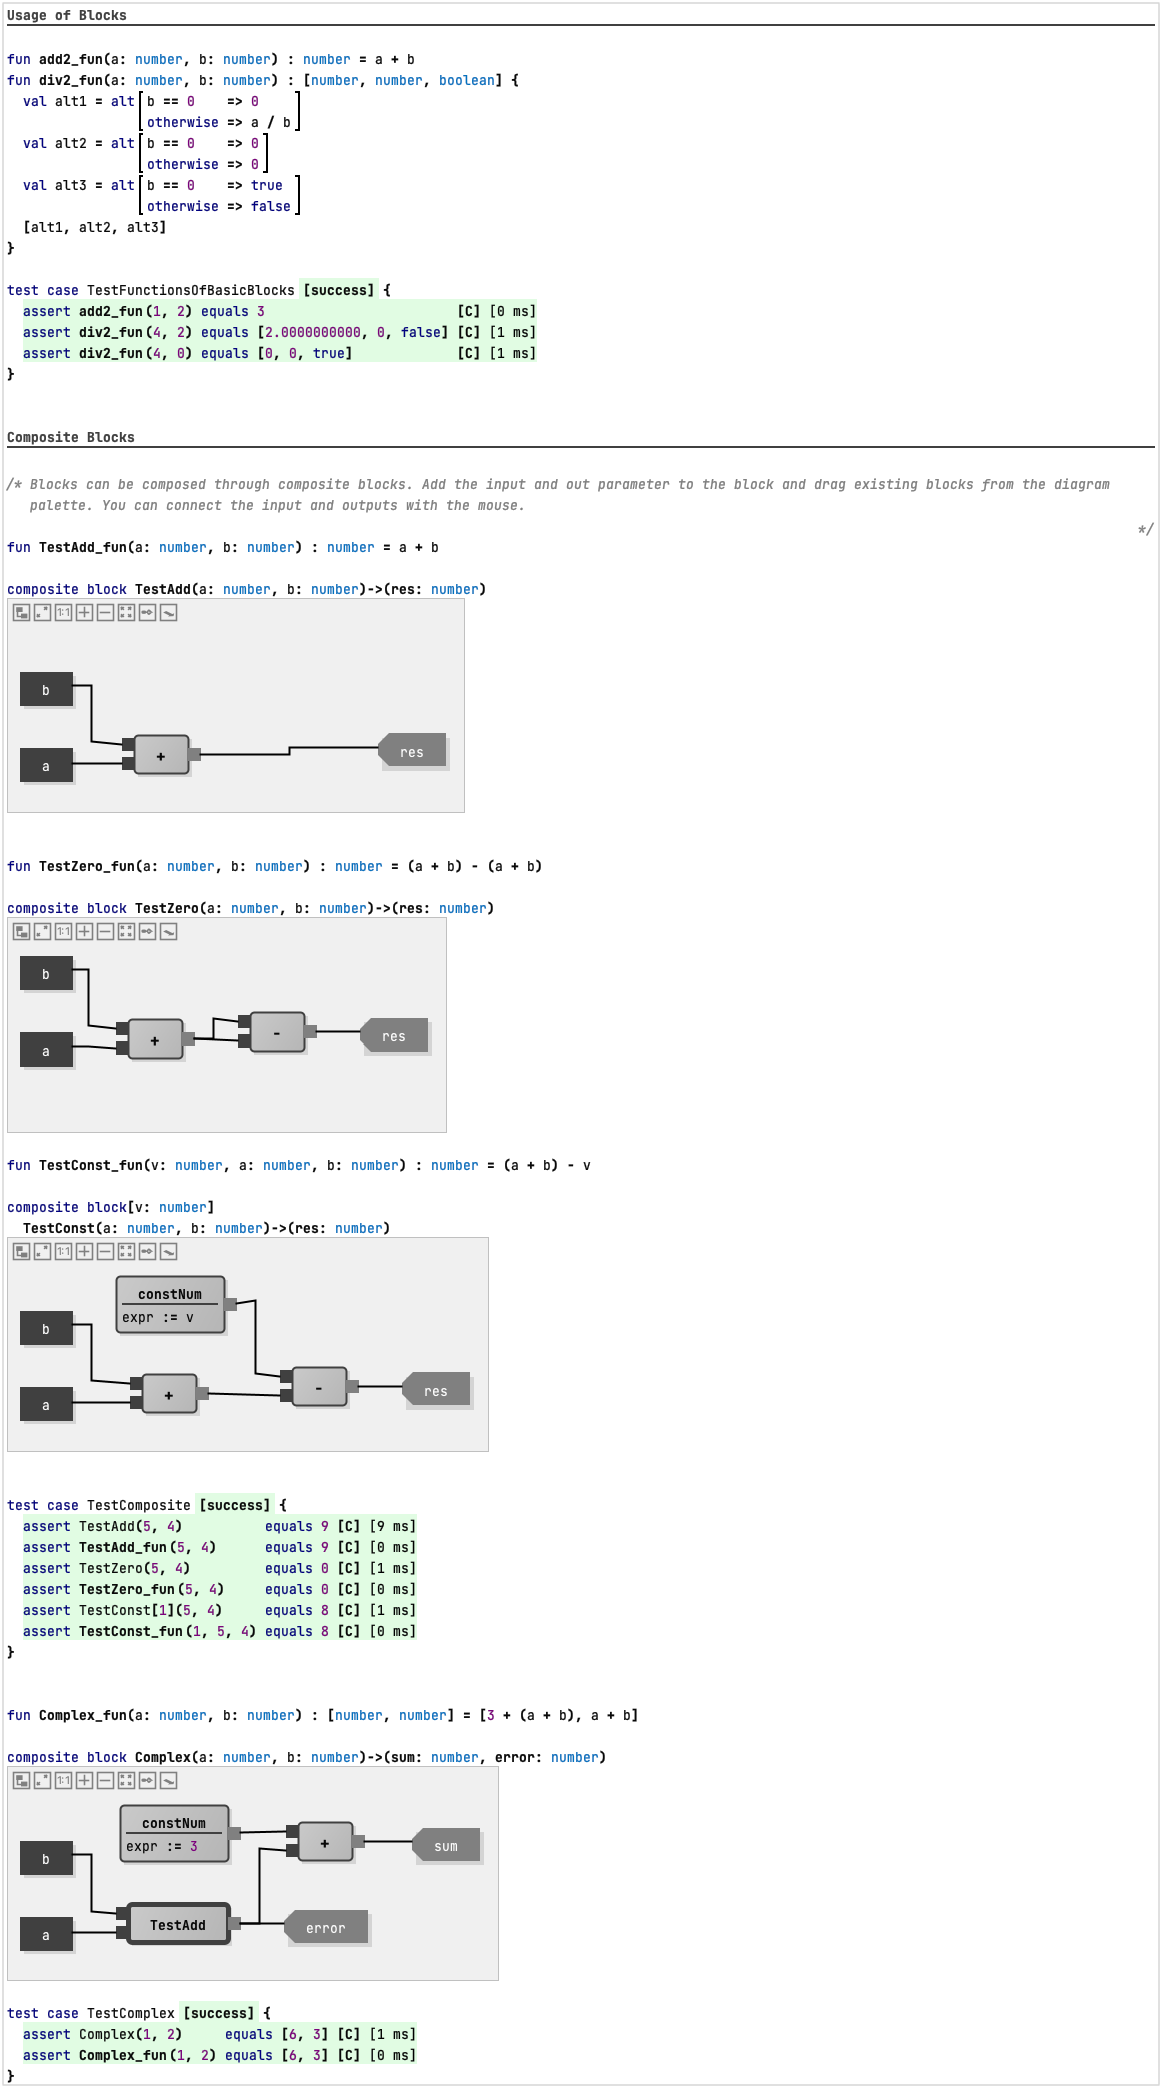 Usage of Blocks
fun add2_fun(a: number, b: number) : number = a + b
fun div2_fun(a: number, b: number) : [number, number, boolean] {
val alt1 = alt [b == 0 => 0
otherwise => a / b]
val alt2 = alt [b == 0 => 0
otherwise => 0]
val alt3 = alt [b == 0 => true
otherwise => false]
[alt1, alt2, alt3]
}
test case TestFunctionsOfBasicBlocks [success] {
assert add2_fun(1, 2) equals 3 [C] [0 ms]
assert div2_fun(4, 2) equals [2.0000000000, 0, false] [C] [1 ms]
assert div2_fun(4, 0) equals [0, 0, true] [C] [1 ms]
}
Composite Blocks
/* Blocks can be composed through composite blocks. Add the input and out parameter to the block and drag existing blocks from the diagram
palette. You can connect the input and outputs with the mouse.
*/
fun TestAdd_fun(a: number, b: number) : number = a + b
composite block TestAdd(a: number, b: number)->(res: number)
1:1
b
+
res
a
fun TestZero_fun(a: number, b: number) : number = (a + b) - (a + b)
composite block TestZero(a: number, b: number)->(res: number)
1:1
b
-
res
+
a
fun TestConst_fun(v: number, a: number, b: number) : number = (a + b) - v
composite block[v: number]
TestConst(a: number, b: number)->(res: number)
1:1
constNum
expr := v
b
-
res
+
a
test case TestComposite [success] {
assert TestAdd(5, 4) equals 9 [C] [9 ms]
assert TestAdd_fun(5, 4) equals 9 [C] [0 ms]
assert TestZero(5, 4) equals 0 [C] [1 ms]
assert TestZero_fun(5, 4) equals 0 [C] [0 ms]
assert TestConst[1](5, 4) equals 8 [C] [1 ms]
assert TestConst_fun(1, 5, 4) equals 8 [C] [0 ms]
}
fun Complex_fun(a: number, b: number) : [number, number] = [3 + (a + b), a + b]
composite block Complex(a: number, b: number)->(sum: number, error: number)
1:1
constNum
expr := 3
+
sum
b
TestAdd
error
a
test case TestComplex [success] {
assert Complex(1, 2) equals [6, 3] [C] [1 ms]
assert Complex_fun(1, 2) equals [6, 3] [C] [0 ms]
}